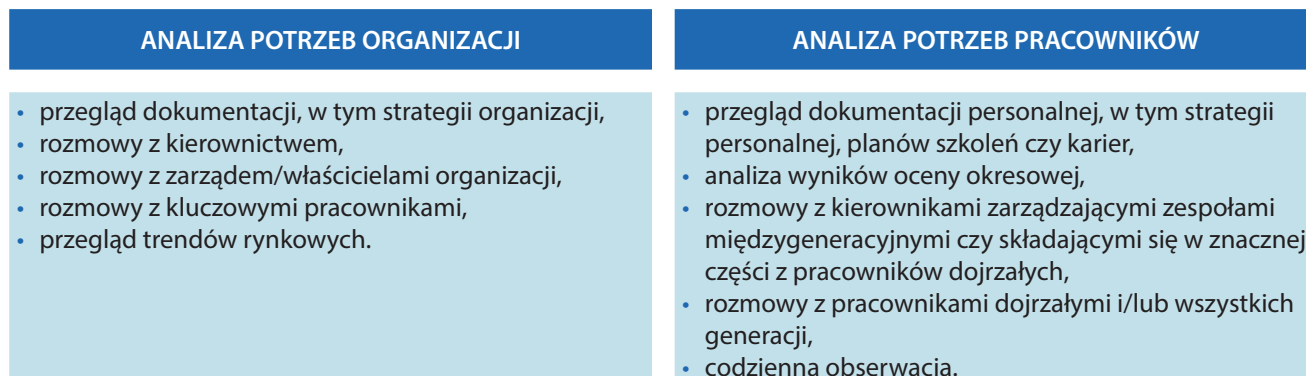 ANALIZA POTRZEB ORGANIZACJI
• przegląd dokumentacji, w tym strategii organizacji,
• rozmowy z kierownictwem,
• rozmowy z zarządem/właścicielami organizacji,
• rozmowy z kluczowymi pracownikami,
• przegląd trendów rynkowych.
ANALIZA POTRZEB PRACOWNIKÓW
• przegląd dokumentacji personalnej, w tym strategii
personalnej, planów szkoleń czy karier,
• analiza wyników oceny okresowej,
• rozmowy z kierownikami zarządzającymi zespołami
międzygeneracyjnymi czy składającymi się w znacznej
części z pracowników dojrzałych,
• rozmowy z pracownikami dojrzałymi i/lub wszystkich
generacji,
• codzienna obserwacja.